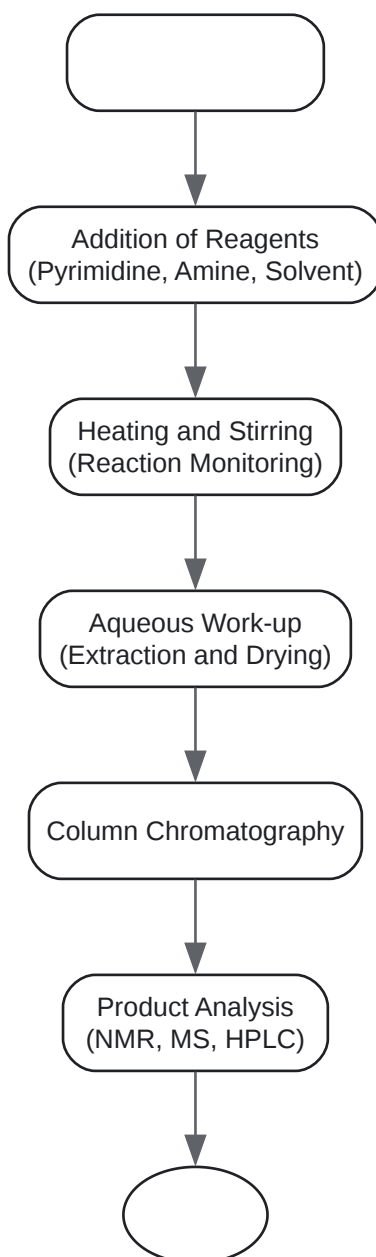 Addition of Reagents
(Pyrimidine, Amine, Solvent)
Heating and Stirring
(Reaction Monitoring)
Aqueous Work-up
(Extraction and Drying)
Column Chromatography
Product Analysis
(NMR, MS, HPLC)